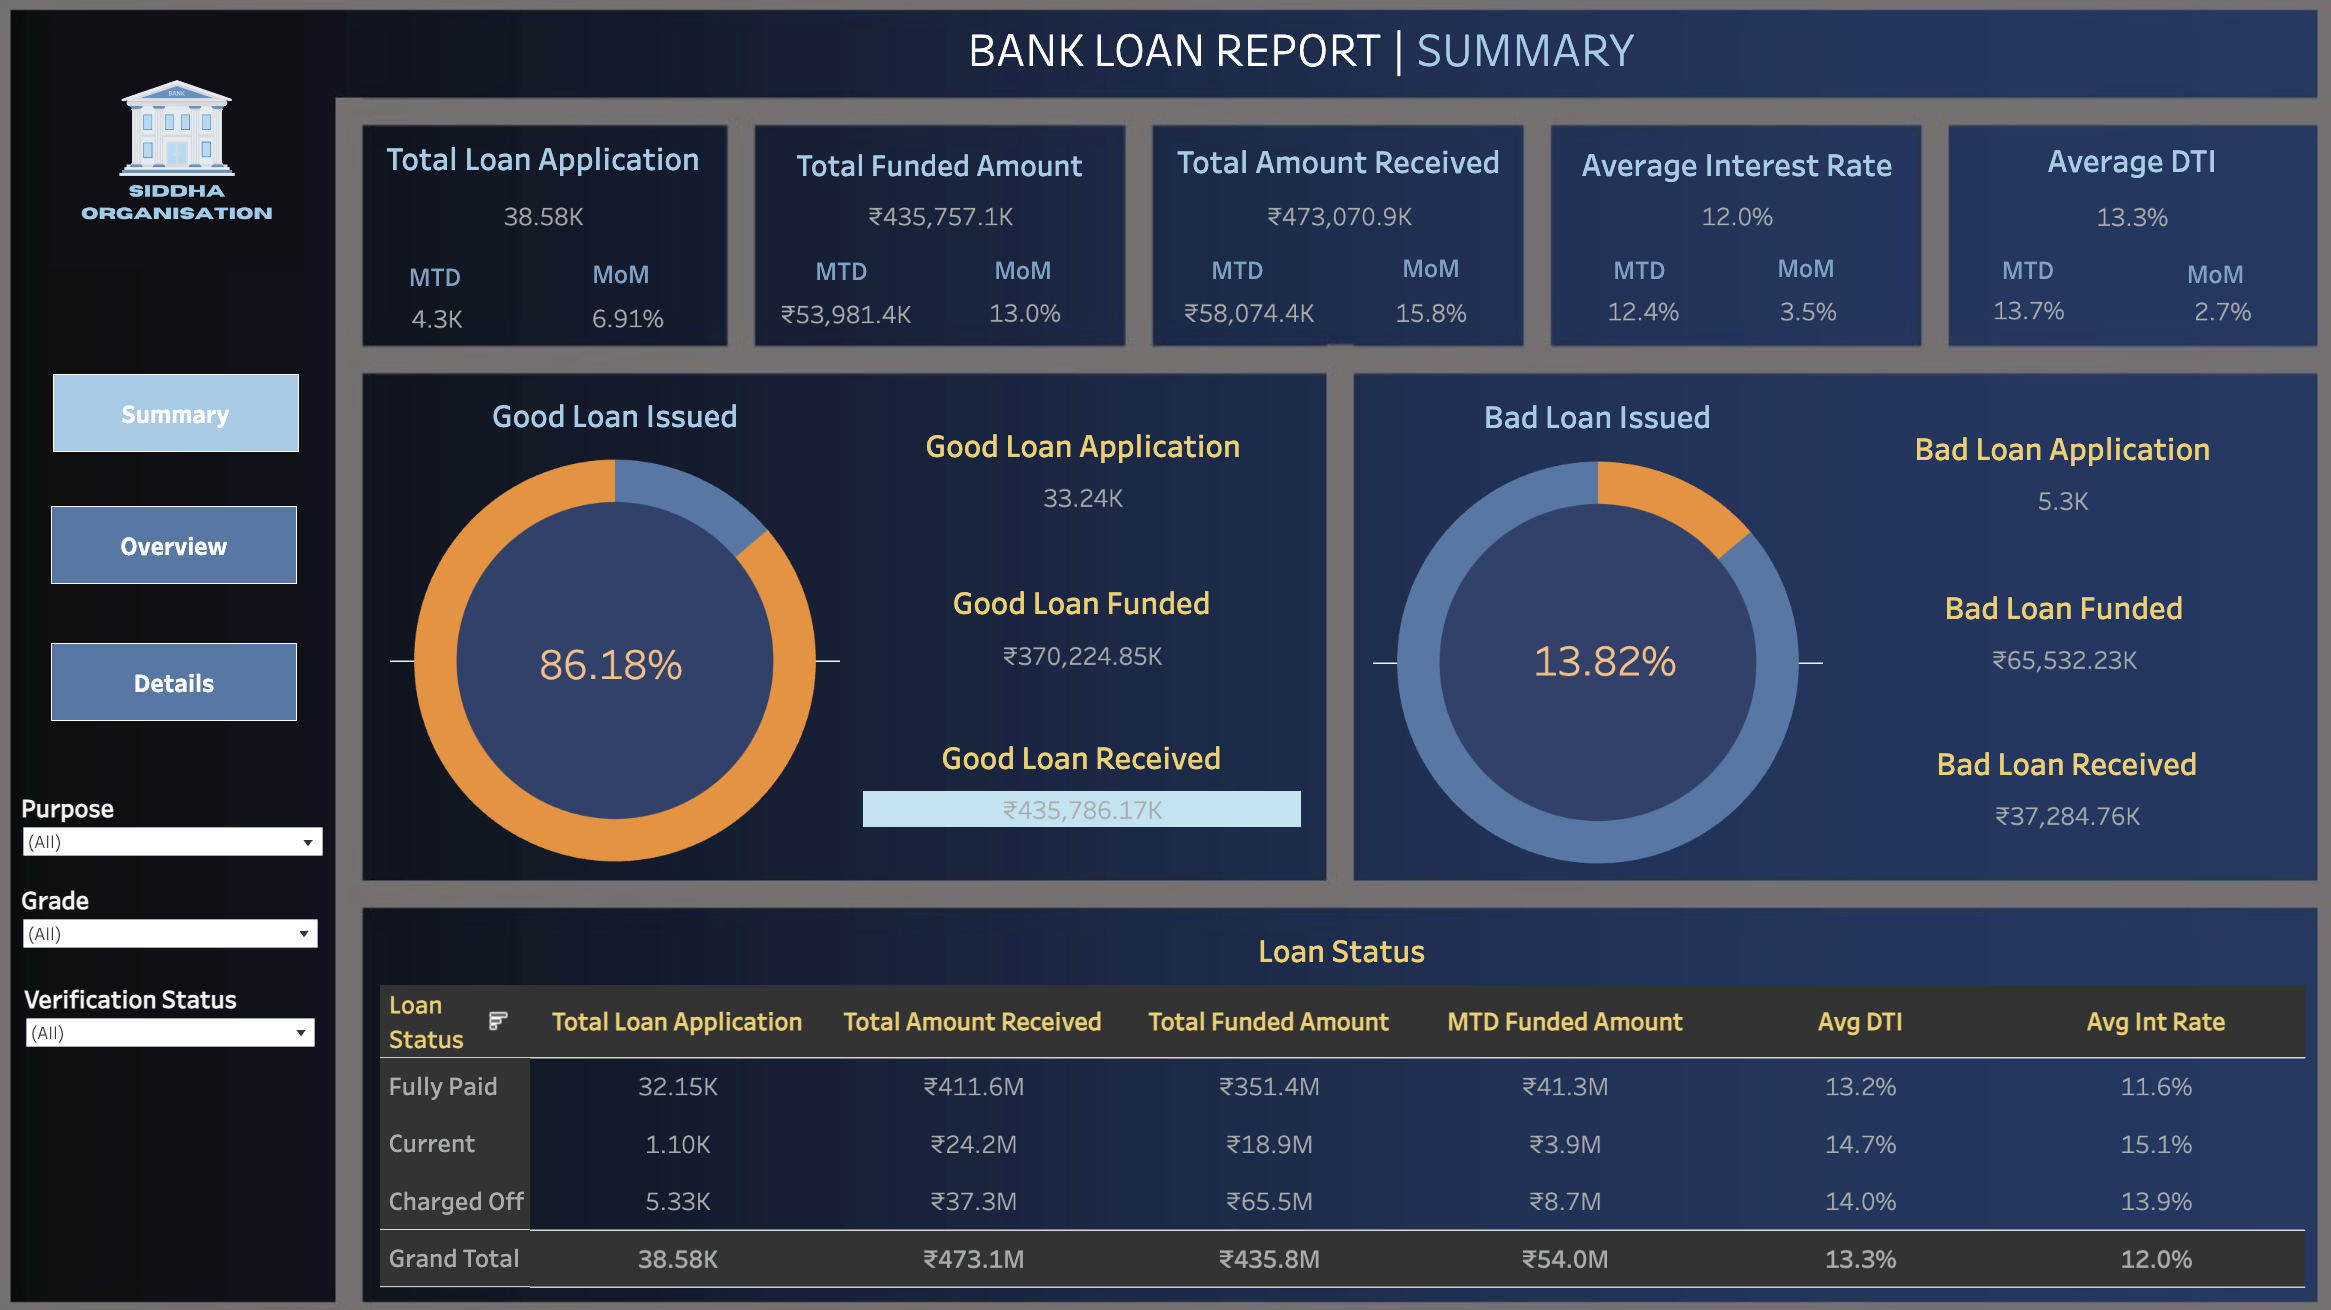 BANK LOAN REPORT | SUMMARY
BANK
SIDDHA
ORGANISATION
Summary
Overview
Details
Purpose
(All)
Grade
(All)
Verification Status
(All)
Total Loan Application
38.58K
MTD MoM
4.3K 6.91%
Total Funded Amount
₹435,757.1K
MTD MoM
₹53,981.4K 13.0%
Total Amount Received
₹473,070.9K
MTD MoM
₹58,074.4K 15.8%
Average Interest Rate
12.0%
MTD MoM
12.4% 3.5%
Average DTI
13.3%
MTD MoM
13.7% 2.7%
Good Loan Issued
86.18%
Good Loan Application
33.24K
Good Loan Funded
₹370,224.85K
Good Loan Received
₹435,786.17K
Bad Loan Issued
13.82%
Bad Loan Application
5.3K
Bad Loan Funded
₹65,532.23K
Bad Loan Received
₹37,284.76K
Loan Status
Loan
Status Total Loan Application Total Amount Received Total Funded Amount MTD Funded Amount Avg DTI Avg Int Rate
Fully Paid 32.15K ₹411.6M ₹351.4M ₹41.3M 13.2% 11.6%
Current 1.10K ₹24.2M ₹18.9M ₹3.9M 14.7% 15.1%
Charged Off 5.33K ₹37.3M ₹65.5M ₹8.7M 14.0% 13.9%
Grand Total 38.58K ₹473.1M ₹435.8M ₹54.0M 13.3% 12.0%